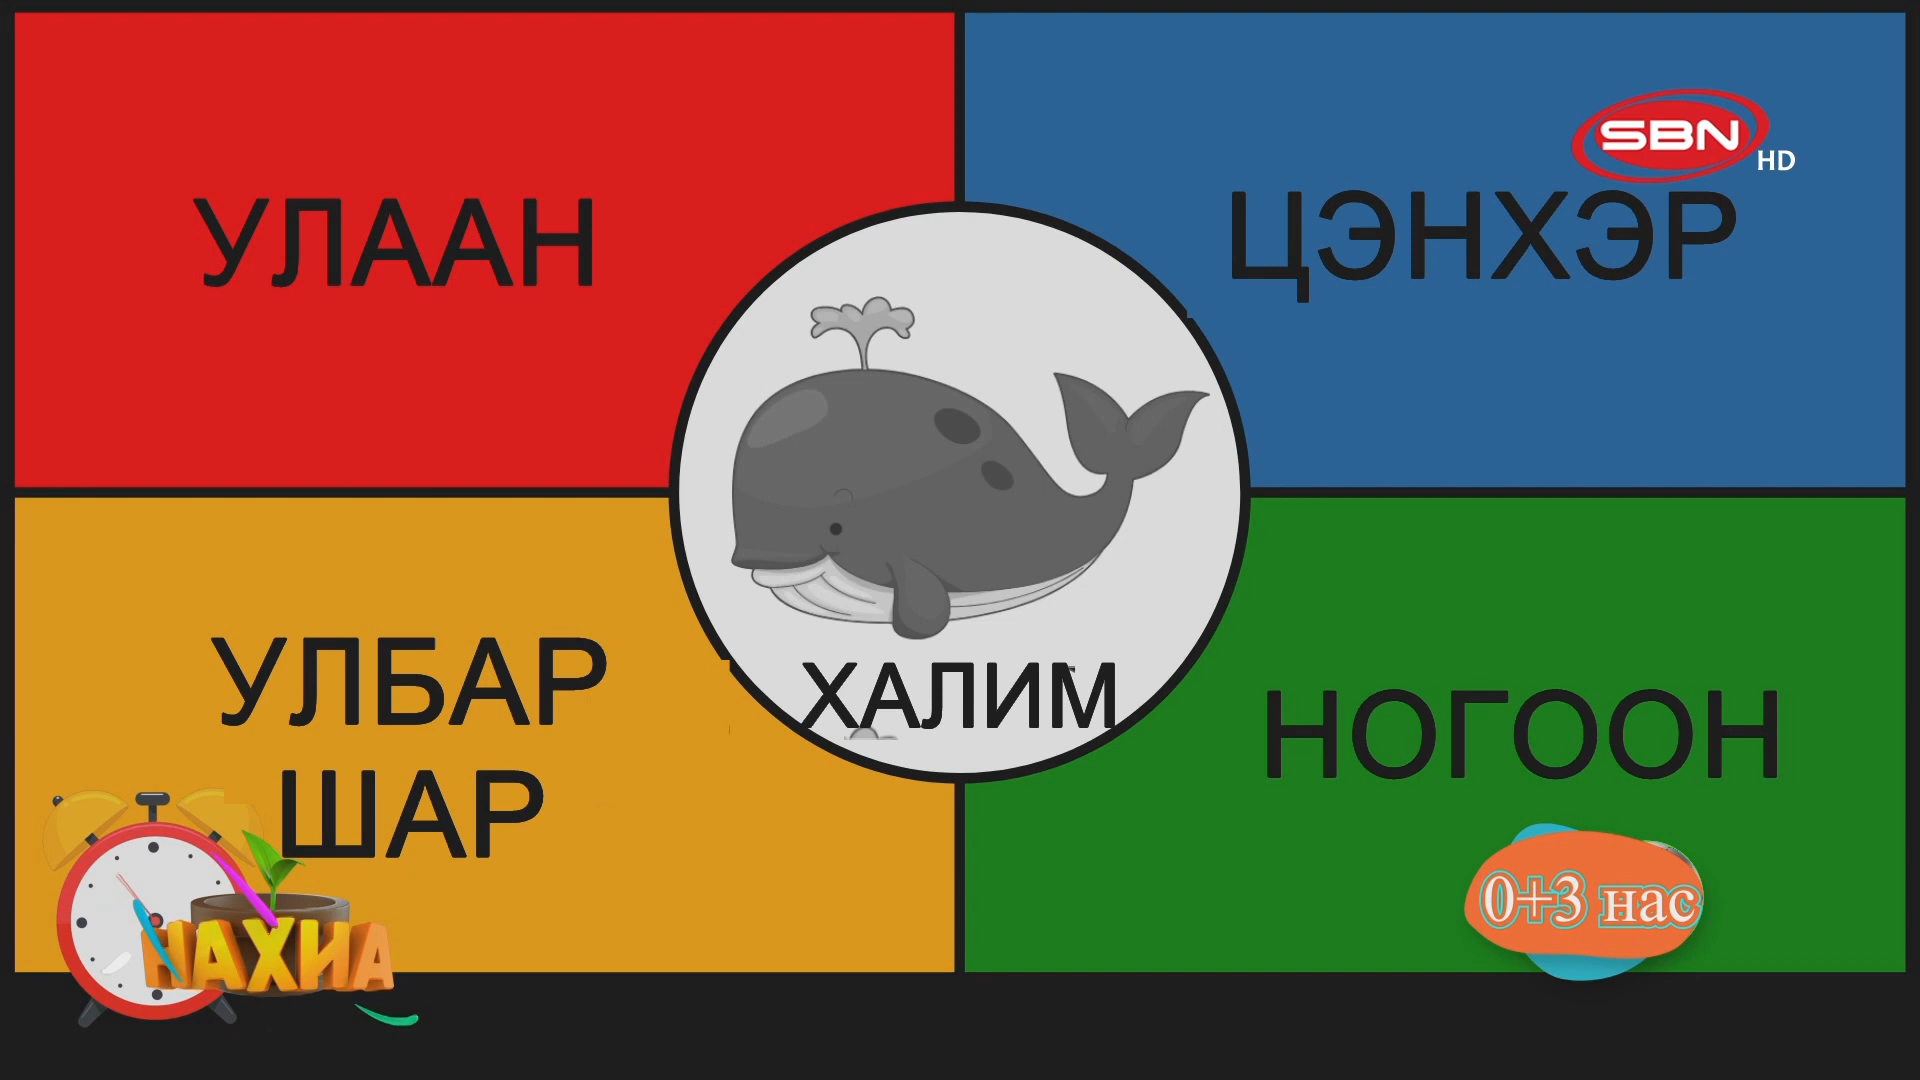 SBN
HD
УЛААН
ЦЭНХЭР
ХАЛИМ
УЛБАР
ШАР
НОГООН
НАХИА
0+3 нас